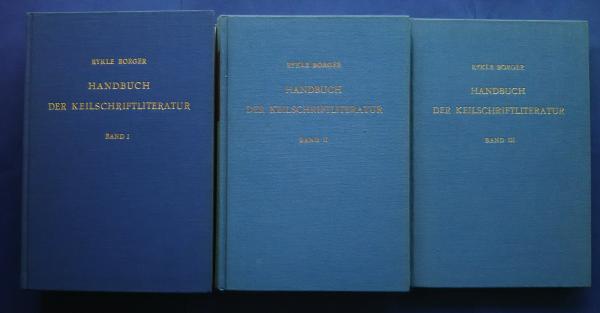 RYKLE BORGER
HANDBUCH
DER KEILSCHRIFTLITERATUR
BAND I
RYKLE BORGER
HANDBUCH
DER KEILSCHRIFTLITERATUR
BAND II
RYKLE BORGER
HANDBUCH
DER KEILSCHRIFTLITERATUR
BAND III